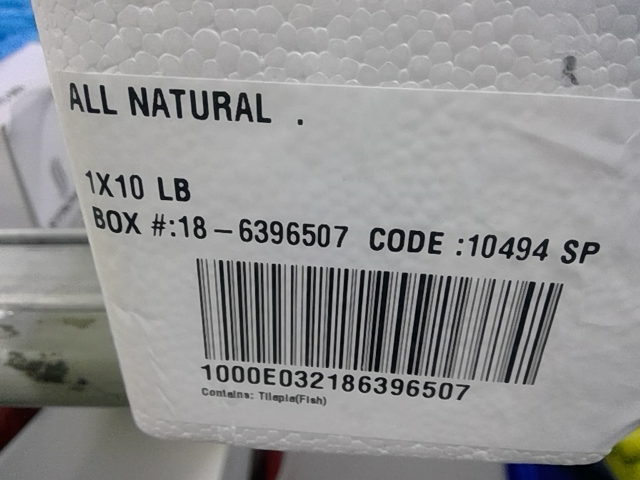 ALL NATURAL .
1X10 LB
BOX #:18-6396507 CODE :10494 SP
1000E032186396507
Contains: Tilapia(Fish)